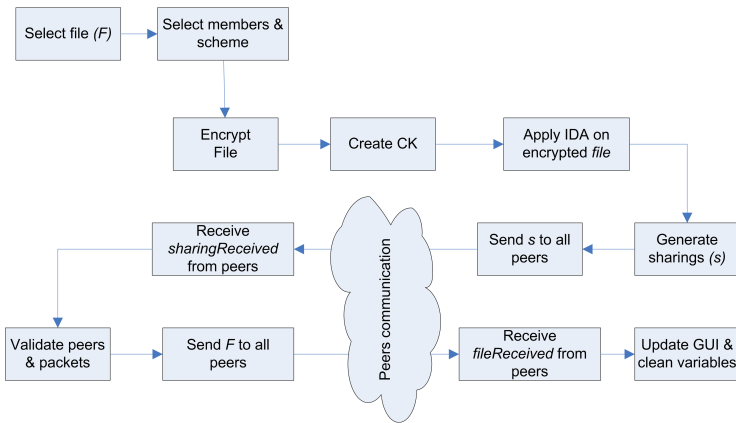 Select file (F)
Select members &
scheme
Encrypt
File
Create CK
Apply IDA on
encrypted file
Generate
sharings (s)
Send s to all
peers
Peers communication
Receive
sharingReceived
from peers
Validate peers
& packets
Send F to all
peers
Receive
fileReceived from
peers
Update GUI &
clean variables